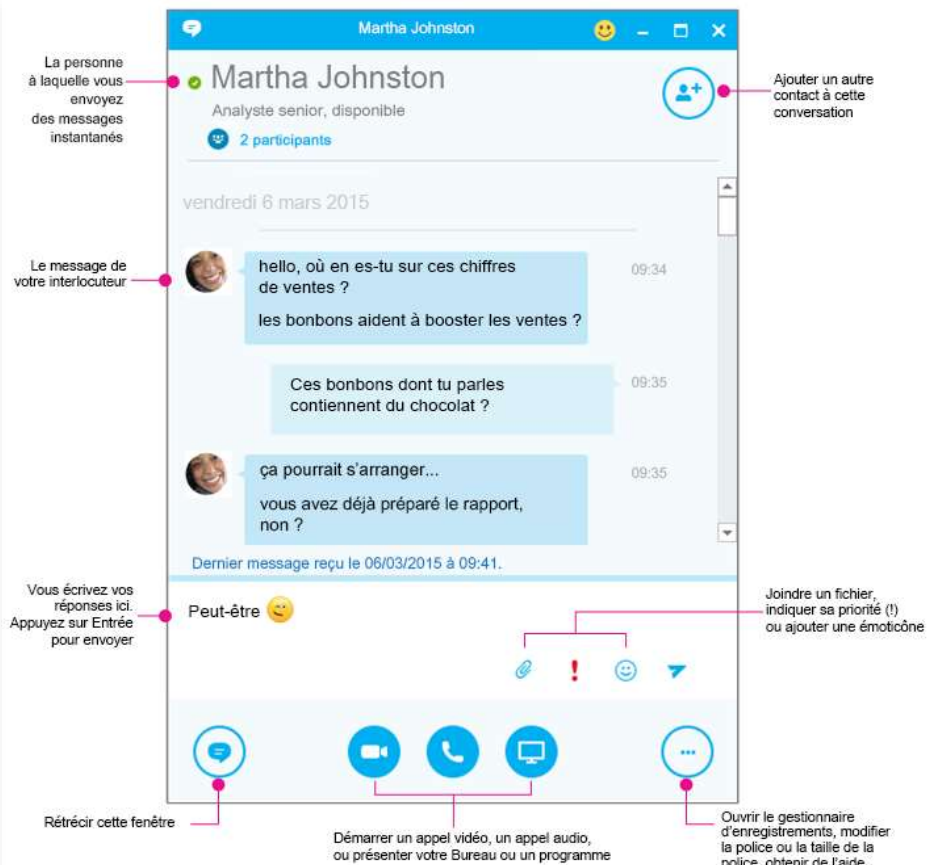 Martha Johnston
La personne
à laquelle vous
envoyez
des messages
instantanés
Martha Johnston
Analyste senior, disponible
2 participants
Ajouter un autre
contact à cette
conversation
vendredi 6 mars 2015
Le message de
votre interlocuteur
hello, où en es-tu sur ces chiffres
de ventes ?
09:34
les bonbons aident à booster les ventes ?
Ces bonbons dont tu parles
contiennent du chocolat ?
09:35
ça pourrait s'arranger...
09:35
vous avez déjà préparé le rapport,
non ?
Dernier message reçu le 06/03/2015 à 09:41.
Vous écrivez vos
réponses ici.
Appuyez sur Entrée
pour envoyer
Peut-être
Joindre un fichier,
indiquer sa priorité (!)
ou ajouter une émoticône
Rétrécir cette fenêtre
Démarrer un appel vidéo, un appel audio,
ou présenter votre Bureau ou un programme
Ouvrir le gestionnaire
d'enregistrements, modifier
la police ou la taille de la
police, obtenir de l'aide